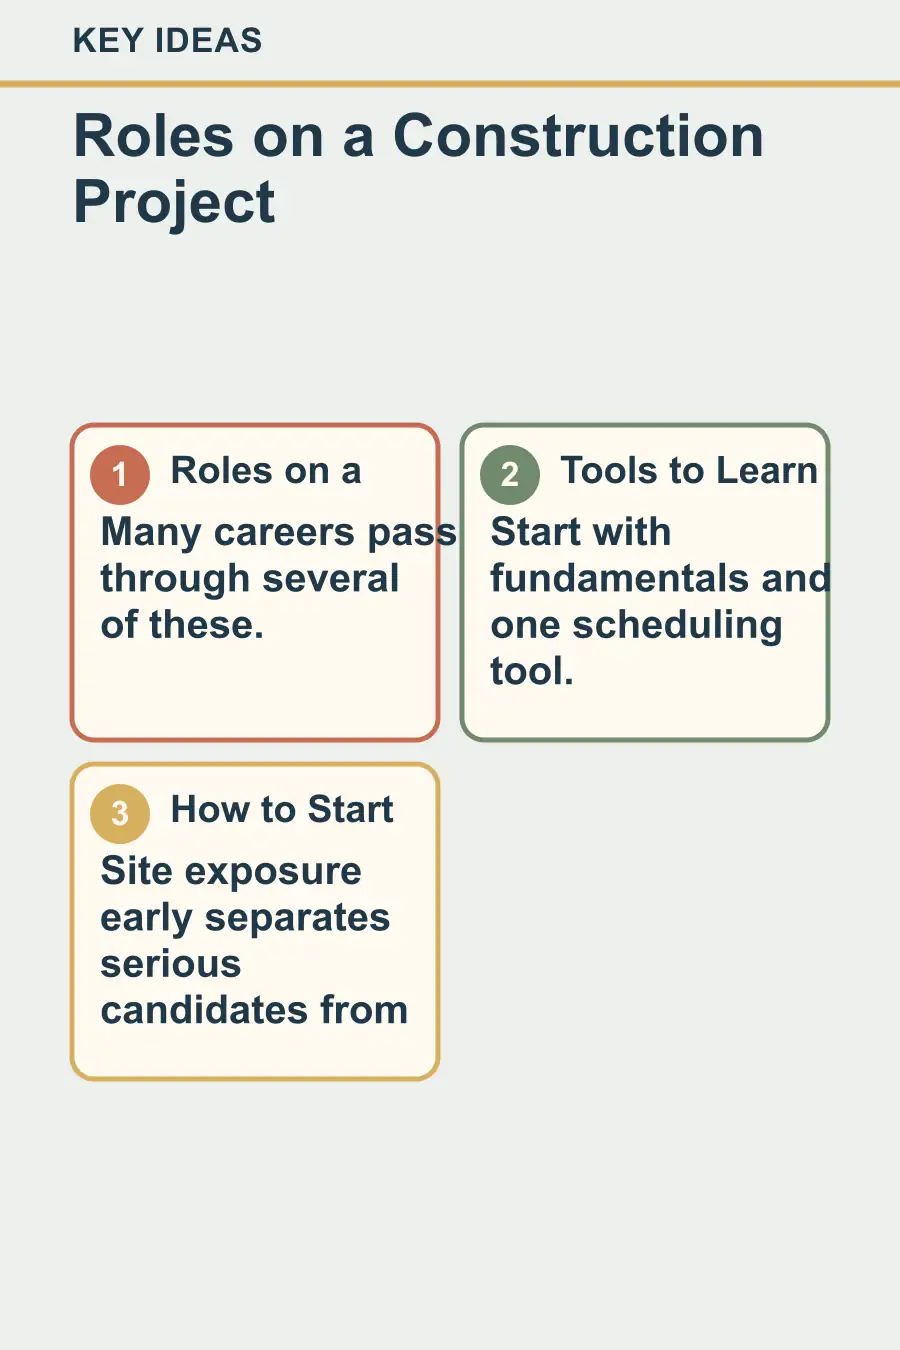 KEY IDEAS
Roles on a Construction
Project
1
Roles on a
Many careers pass
through several
of these.
2
Tools to Learn
Start with
fundamentals and
one scheduling
tool.
3
How to Start
Site exposure
early separates
serious
candidates from